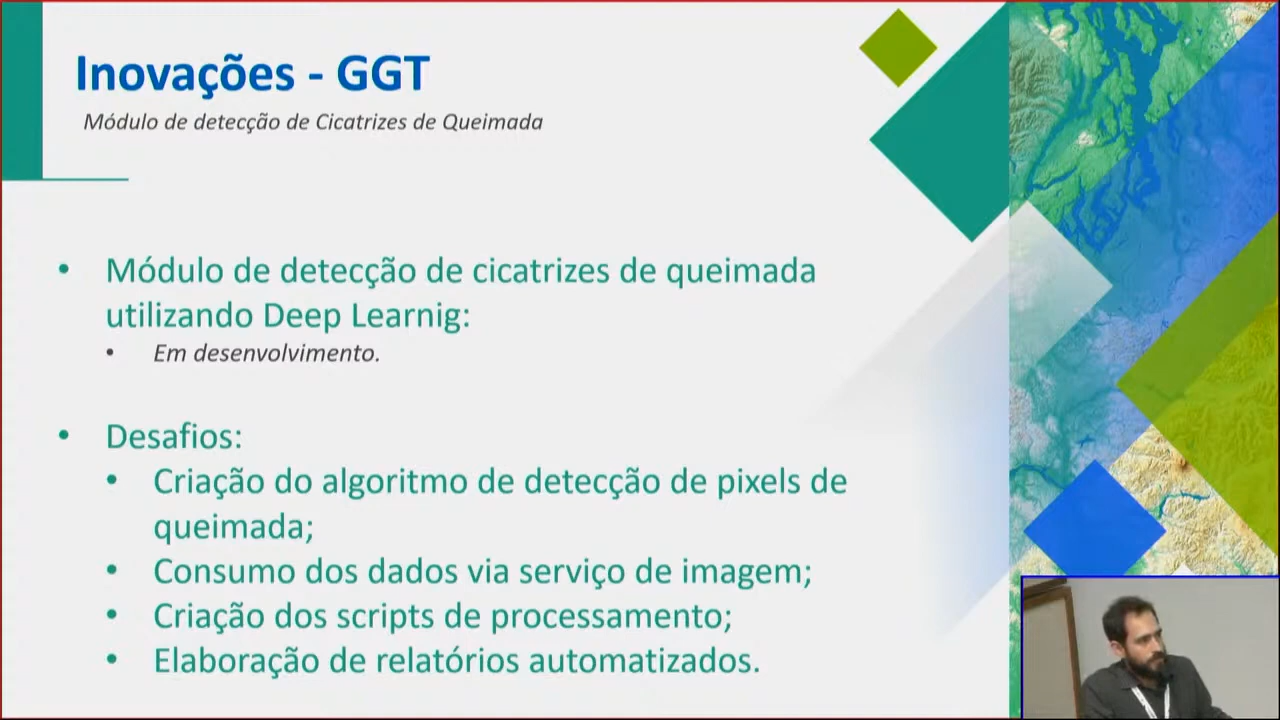 Inovações - GGT
Módulo de detecção de Cicatrizes de Queimada
• Módulo de detecção de cicatrizes de queimada
utilizando Deep Learnig:
• Em desenvolvimento.
• Desafios:
• Criação do algoritmo de detecção de pixels de
queimada;
• Consumo dos dados via serviço de imagem;
• Criação dos scripts de processamento;
• Elaboração de relatórios automatizados.